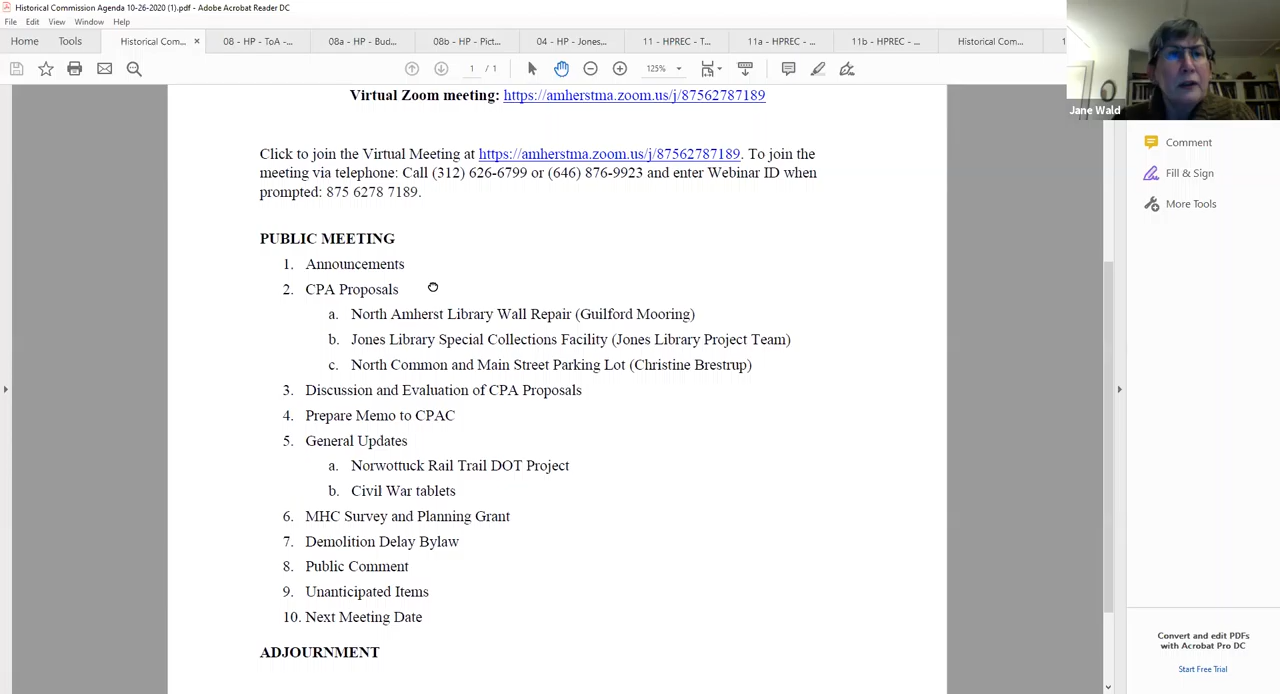 Historical Commission Agenda 10-26-2020 (1).pdf - Adobe Acrobat Reader DC
File Edit View Window Help
Home Tools Historical Com... × 08 - HP - ToA -... 08a - HP - Bud... 08b - HP - Pict... 04 - HP - Jones... 11 - HPREC - T... 11a - HPREC - ... 11b - HPREC - ... Historical Com...
1 / 1 125%
Jane Wald
Virtual Zoom meeting: https://amherstma.zoom.us/j/87562787189
Click to join the Virtual Meeting at https://amherstma.zoom.us/j/87562787189. To join the
meeting via telephone: Call (312) 626-6799 or (646) 876-9923 and enter Webinar ID when
prompted: 875 6278 7189.
PUBLIC MEETING
1. Announcements
2. CPA Proposals
a. North Amherst Library Wall Repair (Guilford Mooring)
b. Jones Library Special Collections Facility (Jones Library Project Team)
c. North Common and Main Street Parking Lot (Christine Brestrup)
3. Discussion and Evaluation of CPA Proposals
4. Prepare Memo to CPAC
5. General Updates
a. Norwottuck Rail Trail DOT Project
b. Civil War tablets
6. MHC Survey and Planning Grant
7. Demolition Delay Bylaw
8. Public Comment
9. Unanticipated Items
10. Next Meeting Date
ADJOURNMENT
Comment
Fill & Sign
More Tools
Convert and edit PDFs
with Acrobat Pro DC
Start Free Trial